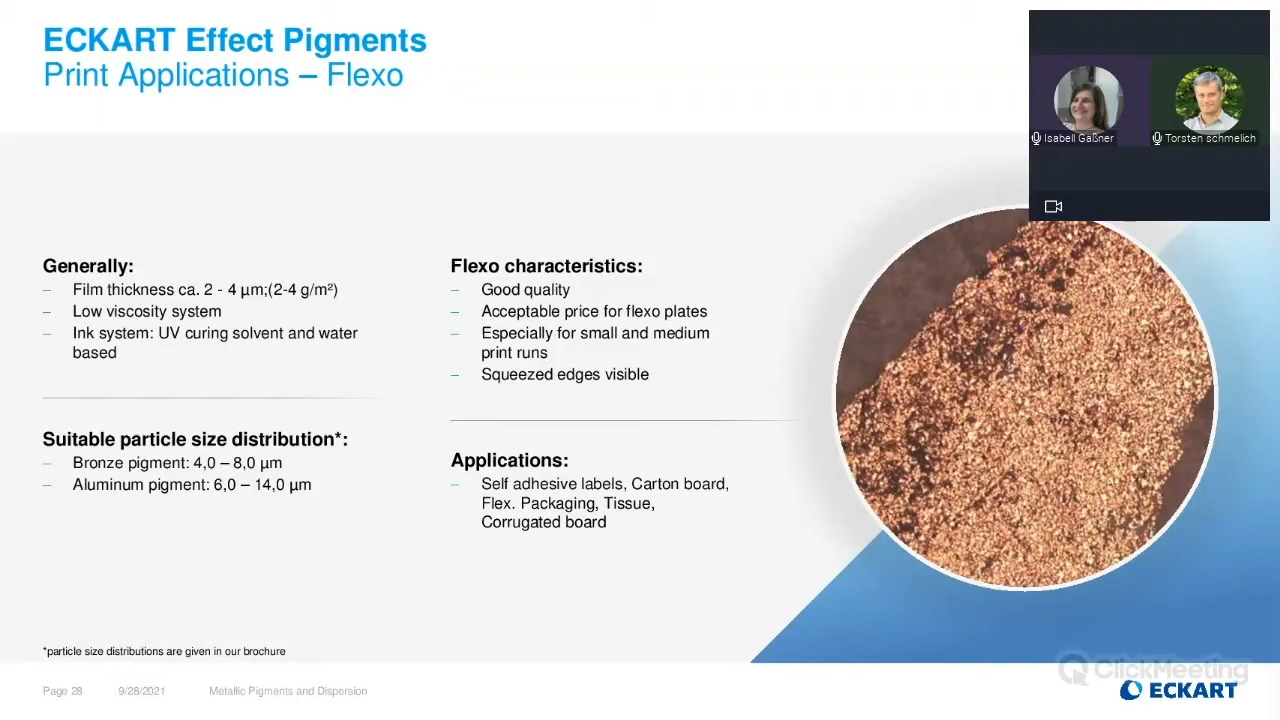 ECKART Effect Pigments
Print Applications – Flexo
Isabell Gaßner
Torsten schmelich
Generally:
– Film thickness ca. 2 - 4 µm;(2-4 g/m²)
– Low viscosity system
– Ink system: UV curing solvent and water
based
Suitable particle size distribution*:
– Bronze pigment: 4,0 – 8,0 µm
– Aluminum pigment: 6,0 – 14,0 µm
Flexo characteristics:
– Good quality
– Acceptable price for flexo plates
– Especially for small and medium
print runs
– Squeezed edges visible
Applications:
– Self adhesive labels, Carton board,
Flex. Packaging, Tissue,
Corrugated board
*particle size distributions are given in our brochure
Page 28 9/28/2021 Metallic Pigments and Dispersion
ClickMeeting
ECKART